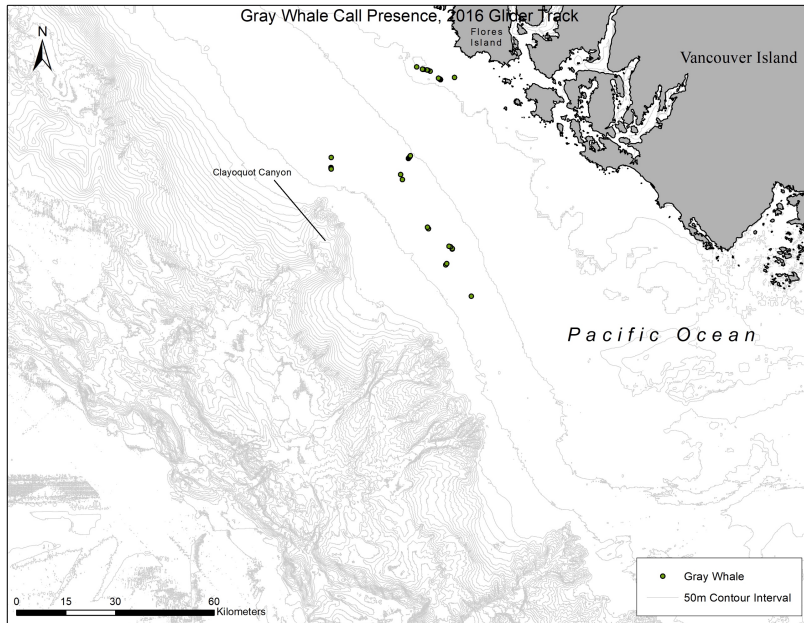 Gray Whale Call Presence, 2016 Glider Track
N
Flores
Island
Vancouver Island
Clayoquot Canyon
Pacific Ocean
Gray Whale
50m Contour Interval
0 15 30 60
Kilometers